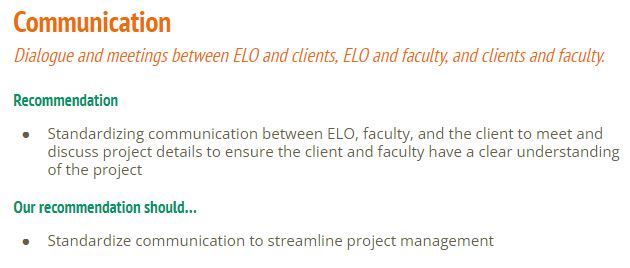 Communication
Dialogue and meetings between ELO and clients, ELO and faculty, and clients and faculty.
Recommendation
● Standardizing communication between ELO, faculty, and the client to meet and
discuss project details to ensure the client and faculty have a clear understanding
of the project
Our recommendation should...
● Standardize communication to streamline project management